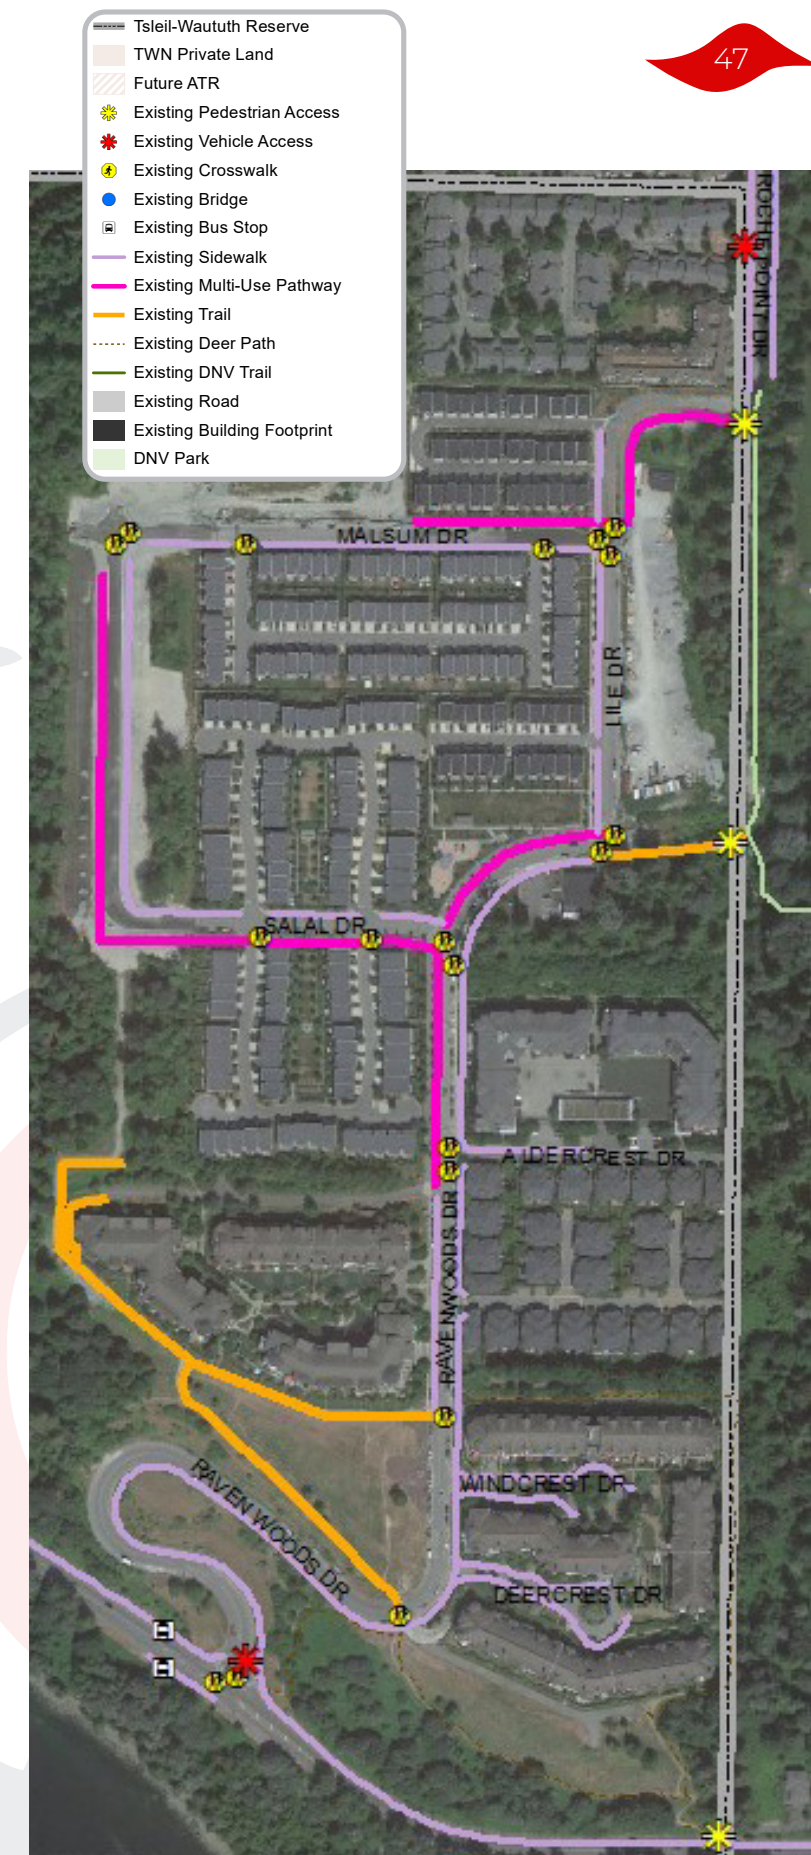 47
Tsleil-Waututh Reserve
TWN Private Land
Future ATR
Existing Pedestrian Access
Existing Vehicle Access
Existing Crosswalk
Existing Bridge
Existing Bus Stop
Existing Sidewalk
Existing Multi-Use Pathway
Existing Trail
Existing Deer Path
Existing DNV Trail
Existing Road
Existing Building Footprint
DNV Park
ROCHE POINT DR
MALSUM DR
LILE DR
SALAL DR
ALDERCREST DR
RAVENWOODS DR
WINDCREST DR
RAVEN WOODS DR
DEERCREST DR